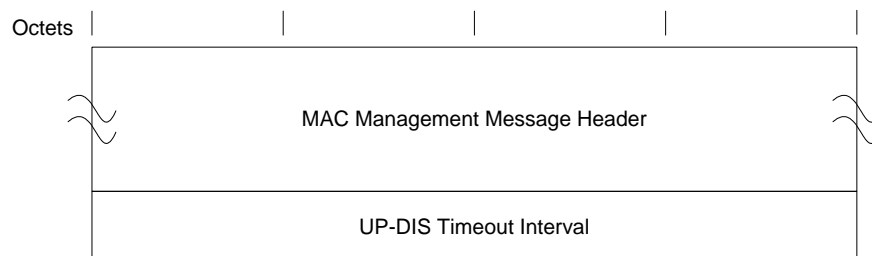 Octets
MAC Management Message Header
UP-DIS Timeout Interval